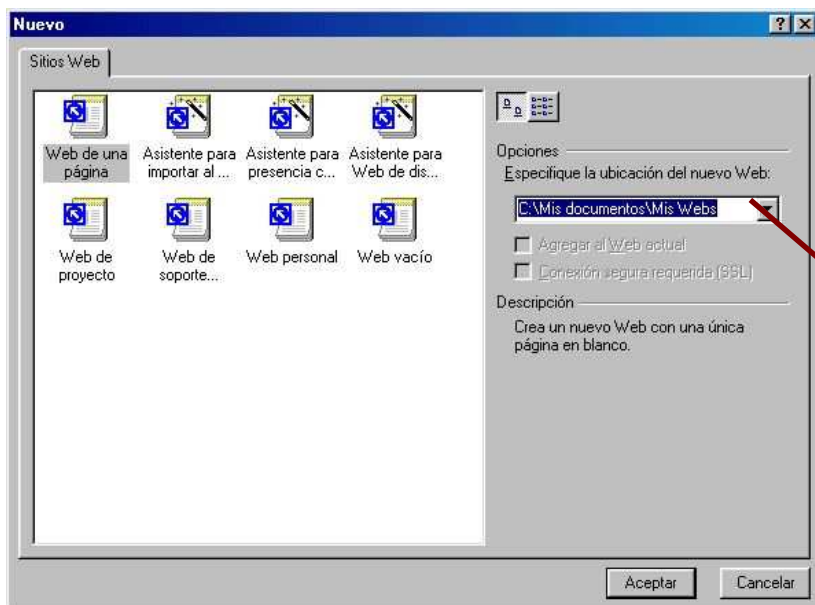 Nuevo
Sitios Web
Web de una página
Asistente para importar al ...
Asistente para presencia c...
Asistente para Web de dis...
Web de proyecto
Web de soporte...
Web personal
Web vacío
Opciones
Especifique la ubicación del nuevo Web:
C:\Mis documentos\Mis Webs
Agregar al Web actual
Conexión segura requerida (SSL)
Descripción
Crea un nuevo Web con una única
página en blanco.
Aceptar
Cancelar